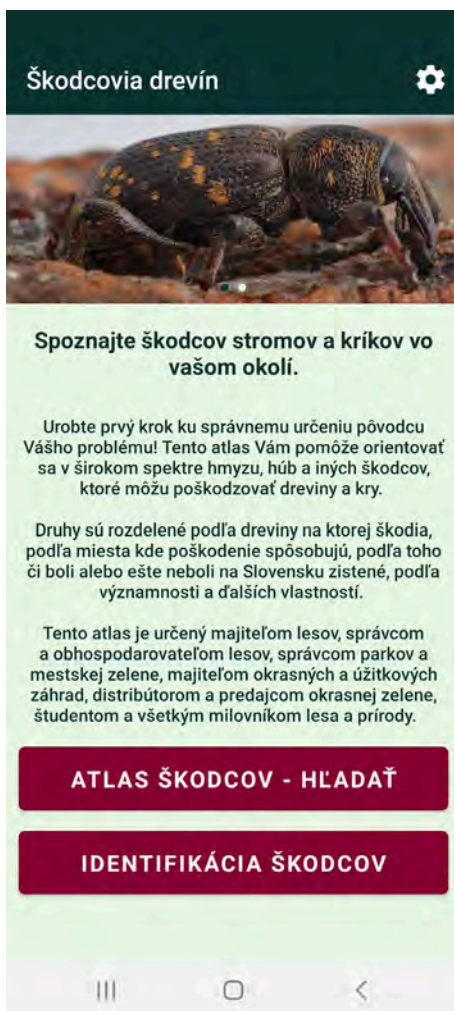 Škodcovia drevín
Spoznajte škodcov stromov a kríkov vo
vašom okolí.
Urobte prvý krok ku správnemu určeniu pôvodcu
Vášho problému! Tento atlas Vám pomôže orientovať
sa v širokom spektre hmyzu, húb a iných škodcov,
ktoré môžu poškodzovať dreviny a kry.
Druhy sú rozdelené podľa dreviny na ktorej škodia,
podľa miesta kde poškodenie spôsobujú, podľa toho
či boli alebo ešte neboli na Slovensku zistené, podľa
významnosti a ďalších vlastností.
Tento atlas je určený majiteľom lesov, správcom
a obhospodarovateľom lesov, správcom parkov a
mestskej zelene, majiteľom okrasných a úžitkových
záhrad, distribútorom a predajcom okrasnej zelene,
študentom a všetkým milovníkom lesa a prírody.
ATLAS ŠKODCOV - HĽADAŤ
IDENTIFIKÁCIA ŠKODCOV